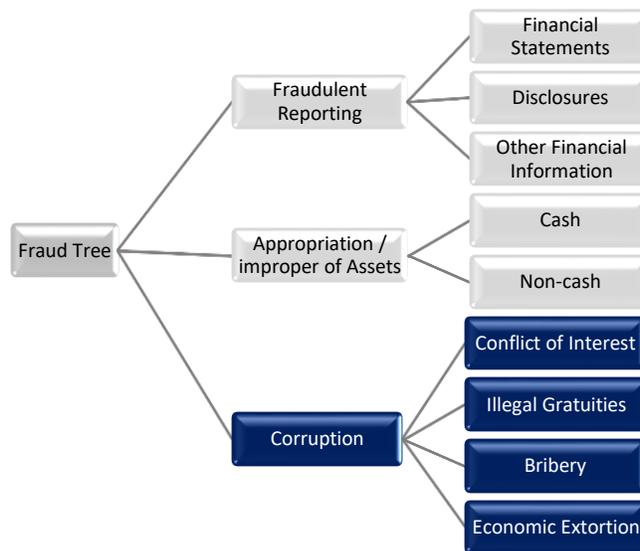 Financial
Statements
Fraudulent
Reporting
Disclosures
Other Financial
Information
Fraud Tree
Appropriation /
improper of Assets
Cash
Non-cash
Conflict of Interest
Illegal Gratuities
Corruption
Bribery
Economic Extortion